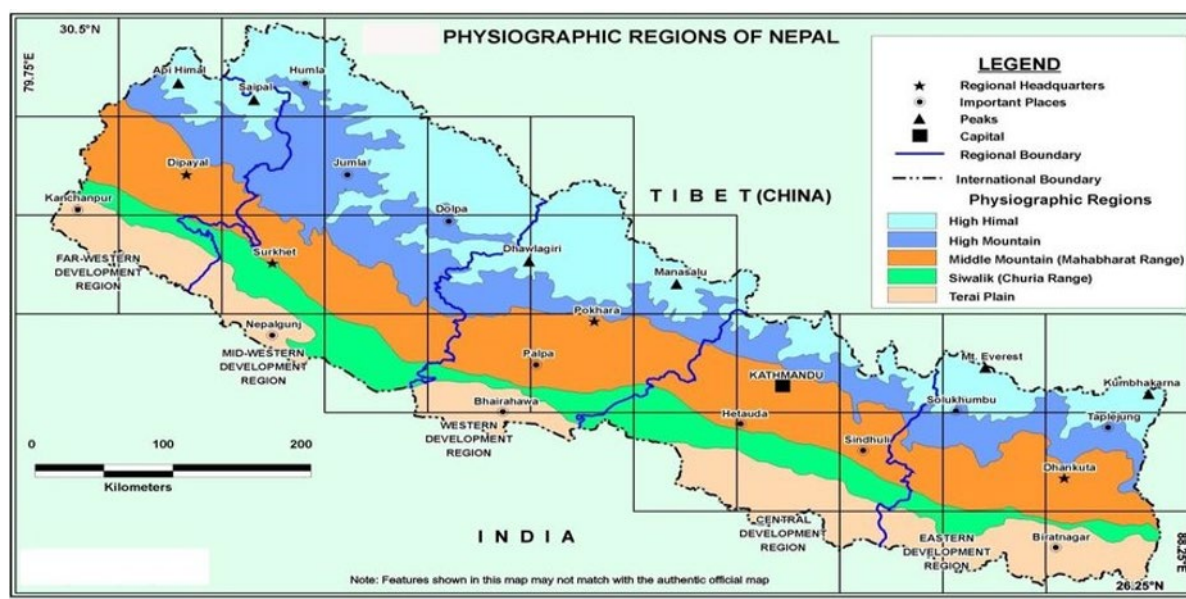 PHYSIOGRAPHIC REGIONS OF NEPAL
30.5°N
79.75°E
LEGEND
Regional Headquarters
Important Places
Peaks
Capital
Regional Boundary
International Boundary
Physiographic Regions
High Himal
High Mountain
Middle Mountain (Mahabharat Range)
Siwalik (Churia Range)
Terai Plain
Api Himal
Humla
Saipal
Dipayal
Jumla
TIBET (CHINA)
Kanchanpur
Dolpa
Surkhet
Dhawlagiri
FAR-WESTERN
DEVELOPMENT
REGION
Manasalu
Pokhara
Nepalgunj
MID-WESTERN
DEVELOPMENT
REGION
Palpa
Mt. Everest
KATHMANDU
Kumbhakarna
Bhairahawa
Solukhumbu
WESTERN
DEVELOPMENT
REGION
Hetauda
Taplejung
Sindhuli
0 100 200
Kilometers
Dhankuta
INDIA
CENTRAL
DEVELOPMENT
REGION
EASTERN
DEVELOPMENT
REGION
Biratnagar
88.25°E
26.25°N
Note: Features shown in this map may not match with the authentic official map